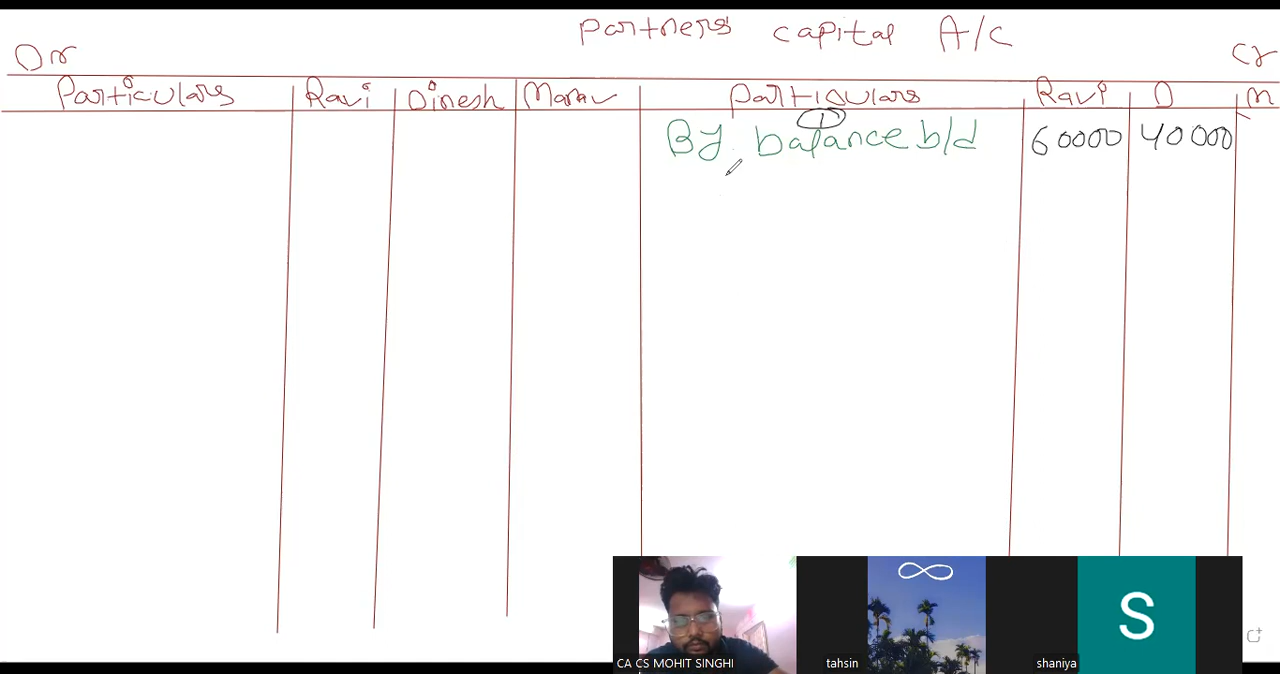 Partners capital A/C
Dr Cr
Particulars Ravi Dinesh Particulars Ravi D M
1
By balance b/d 60000 40000
S
CA CS MOHIT SINGHI tahsin shaniya